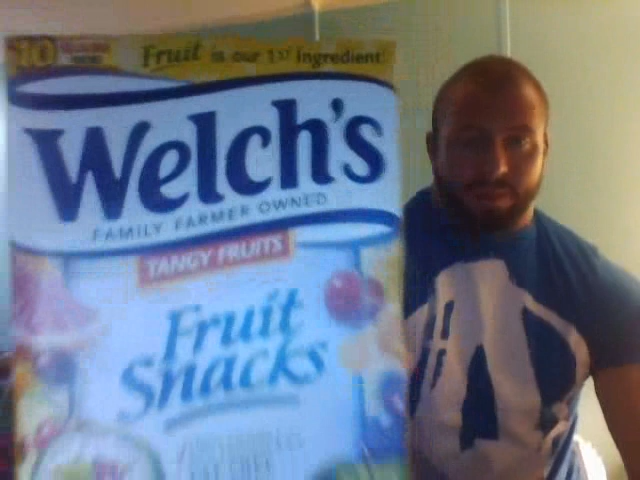 10
Fruit is our 1st ingredient!
Welch's
FAMILY FARMER OWNED
TANGY FRUITS
Fruit
Snacks